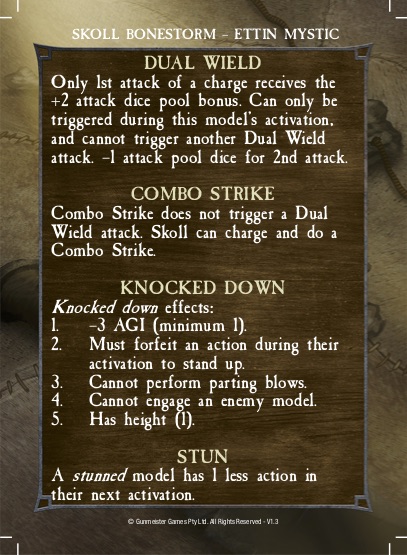 SKOLL BONESTORM – ETTIN MYSTIC
DUAL WIELD
Only 1st attack of a charge receives the
+2 attack dice pool bonus. Can only be
triggered during this model's activation,
and cannot trigger another Dual Wield
attack. –1 attack pool dice for 2nd attack.
COMBO STRIKE
Combo Strike does not trigger a Dual
Wield attack. Skoll can charge and do a
Combo Strike.
KNOCKED DOWN
Knocked down effects:
1. –3 AGI (minimum 1).
2. Must forfeit an action during their
activation to stand up.
3. Cannot perform parting blows.
4. Cannot engage an enemy model.
5. Has height (1).
STUN
A stunned model has 1 less action in
their next activation.
© Gunmeister Games Pty Ltd. All Rights Reserved - V1.3